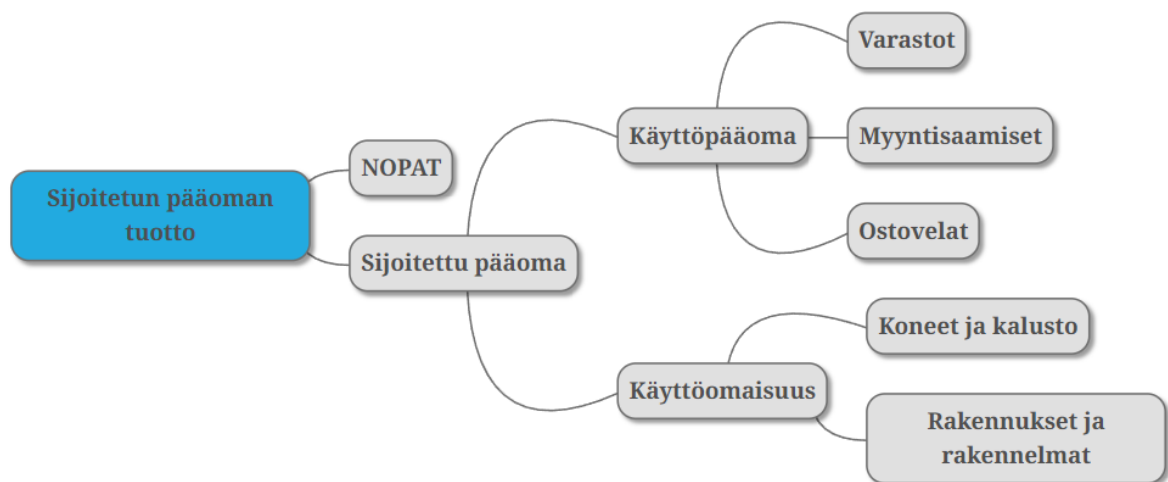 Sijoitetun pääoman
tuotto
NOPAT
Sijoitettu pääoma
Käyttöpääoma
Varastot
Myyntisaamiset
Ostovelat
Käyttöomaisuus
Koneet ja kalusto
Rakennukset ja
rakennelmat